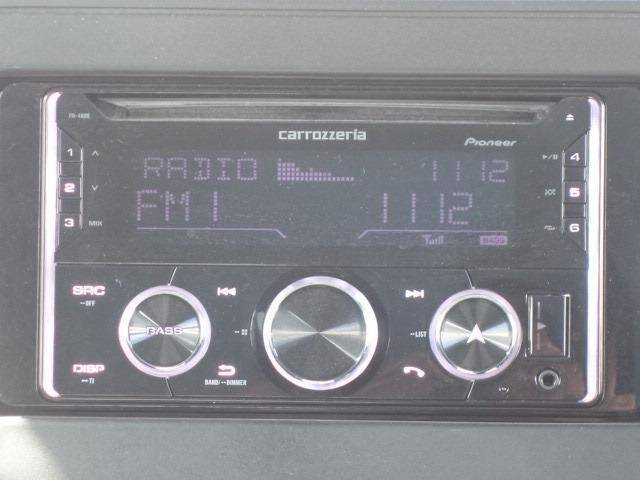 carrozzeria
Pioneer
1
2
3
MIX
4
5
6
RADIO 1112
FM1 1112
BASS
SRC
OFF
BASS
DISP
TI
BAND/ DIMMER
LIST